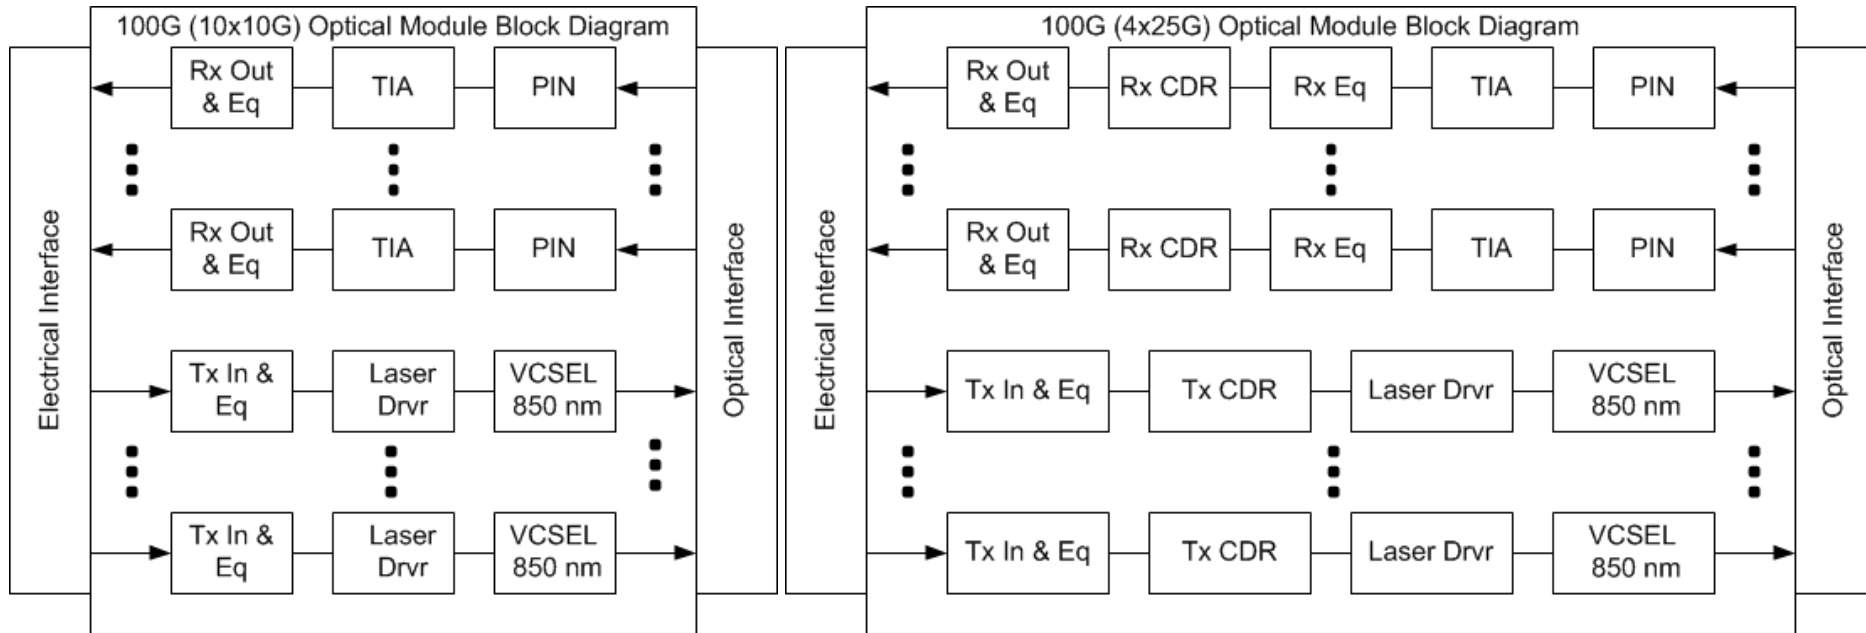 100G (10x10G) Optical Module Block Diagram
Electrical Interface
Rx Out
& Eq
TIA
PIN
Rx Out
& Eq
TIA
PIN
Tx In &
Eq
Laser
Drvr
VCSEL
850 nm
Tx In &
Eq
Laser
Drvr
VCSEL
850 nm
Optical Interface
100G (4x25G) Optical Module Block Diagram
Electrical Interface
Rx Out
& Eq
Rx CDR
Rx Eq
TIA
PIN
Rx Out
& Eq
Rx CDR
Rx Eq
TIA
PIN
Tx In & Eq
Tx CDR
Laser Drvr
VCSEL
850 nm
Tx In & Eq
Tx CDR
Laser Drvr
VCSEL
850 nm
Optical Interface